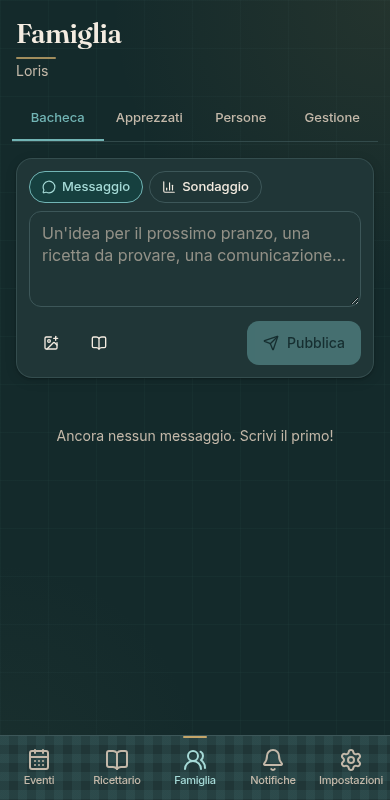 Famiglia
Loris
Bacheca
Apprezzati
Persone
Gestione
Messaggio
Sondaggio
Un'idea per il prossimo pranzo, una
ricetta da provare, una comunicazione...
Pubblica
Ancora nessun messaggio. Scrivi il primo!
Eventi
Ricettario
Famiglia
Notifiche
Impostazioni